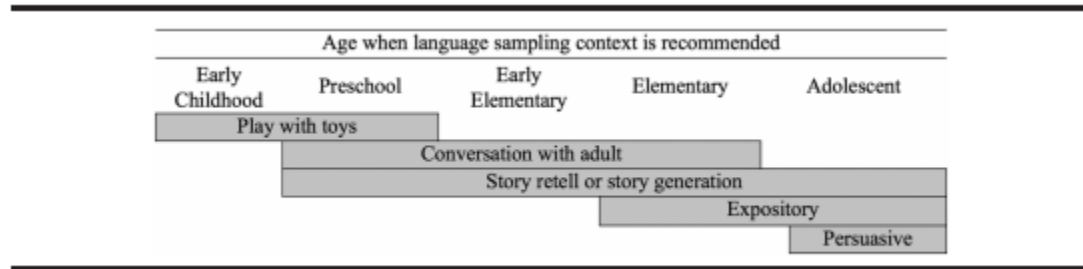 Age when language sampling context is recommended
Early Childhood
Preschool
Early Elementary
Elementary
Adolescent
Play with toys
Conversation with adult
Story retell or story generation
Expository
Persuasive